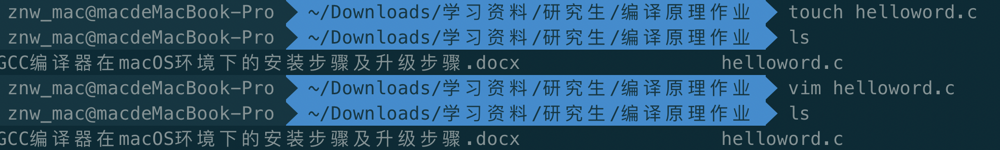 znw_mac@macdeMacBook-Pro ~/Downloads/学习资料/研究生/编译原理作业 touch helloword.c
znw_mac@macdeMacBook-Pro ~/Downloads/学习资料/研究生/编译原理作业 ls
GCC编译器在macOS环境下的安装步骤及升级步骤.docx helloword.c
znw_mac@macdeMacBook-Pro ~/Downloads/学习资料/研究生/编译原理作业 vim helloword.c
znw_mac@macdeMacBook-Pro ~/Downloads/学习资料/研究生/编译原理作业 ls
GCC编译器在macOS环境下的安装步骤及升级步骤.docx helloword.c